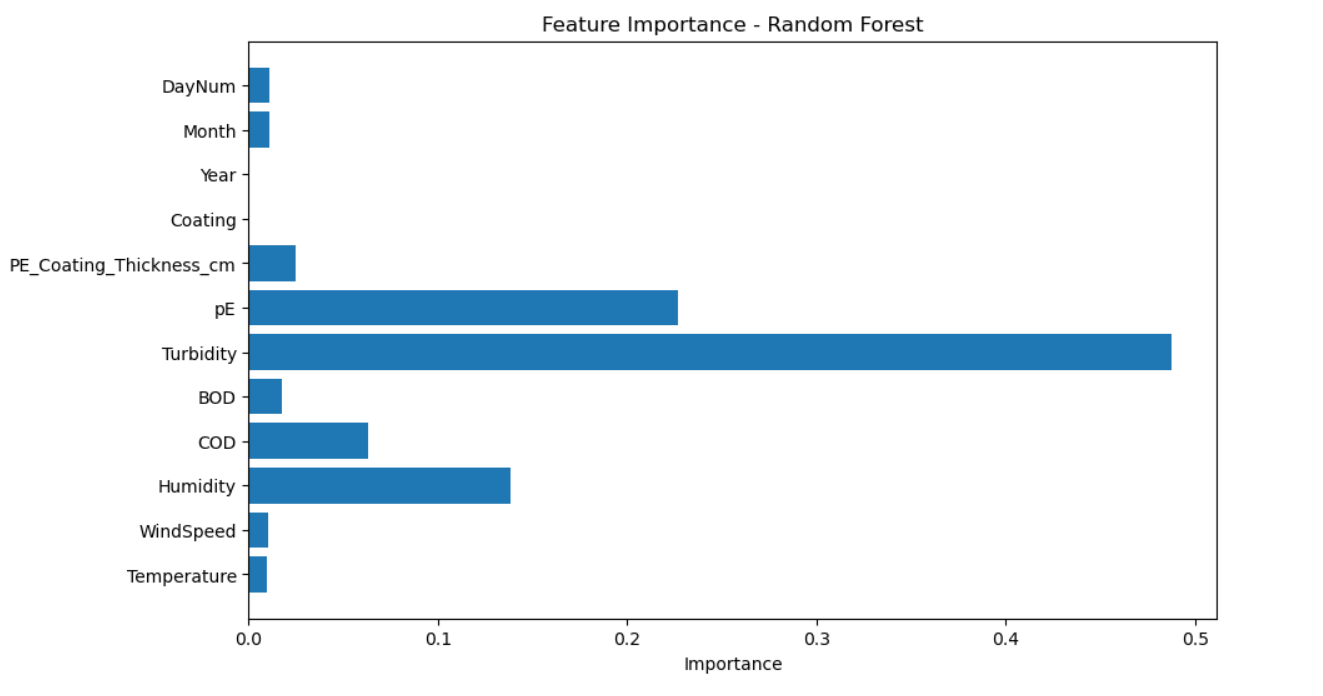 Feature Importance - Random Forest
DayNum
Month
Year
Coating
PE_Coating_Thickness_cm
pE
Turbidity
BOD
COD
Humidity
WindSpeed
Temperature
0.0 0.1 0.2 0.3 0.4 0.5
Importance